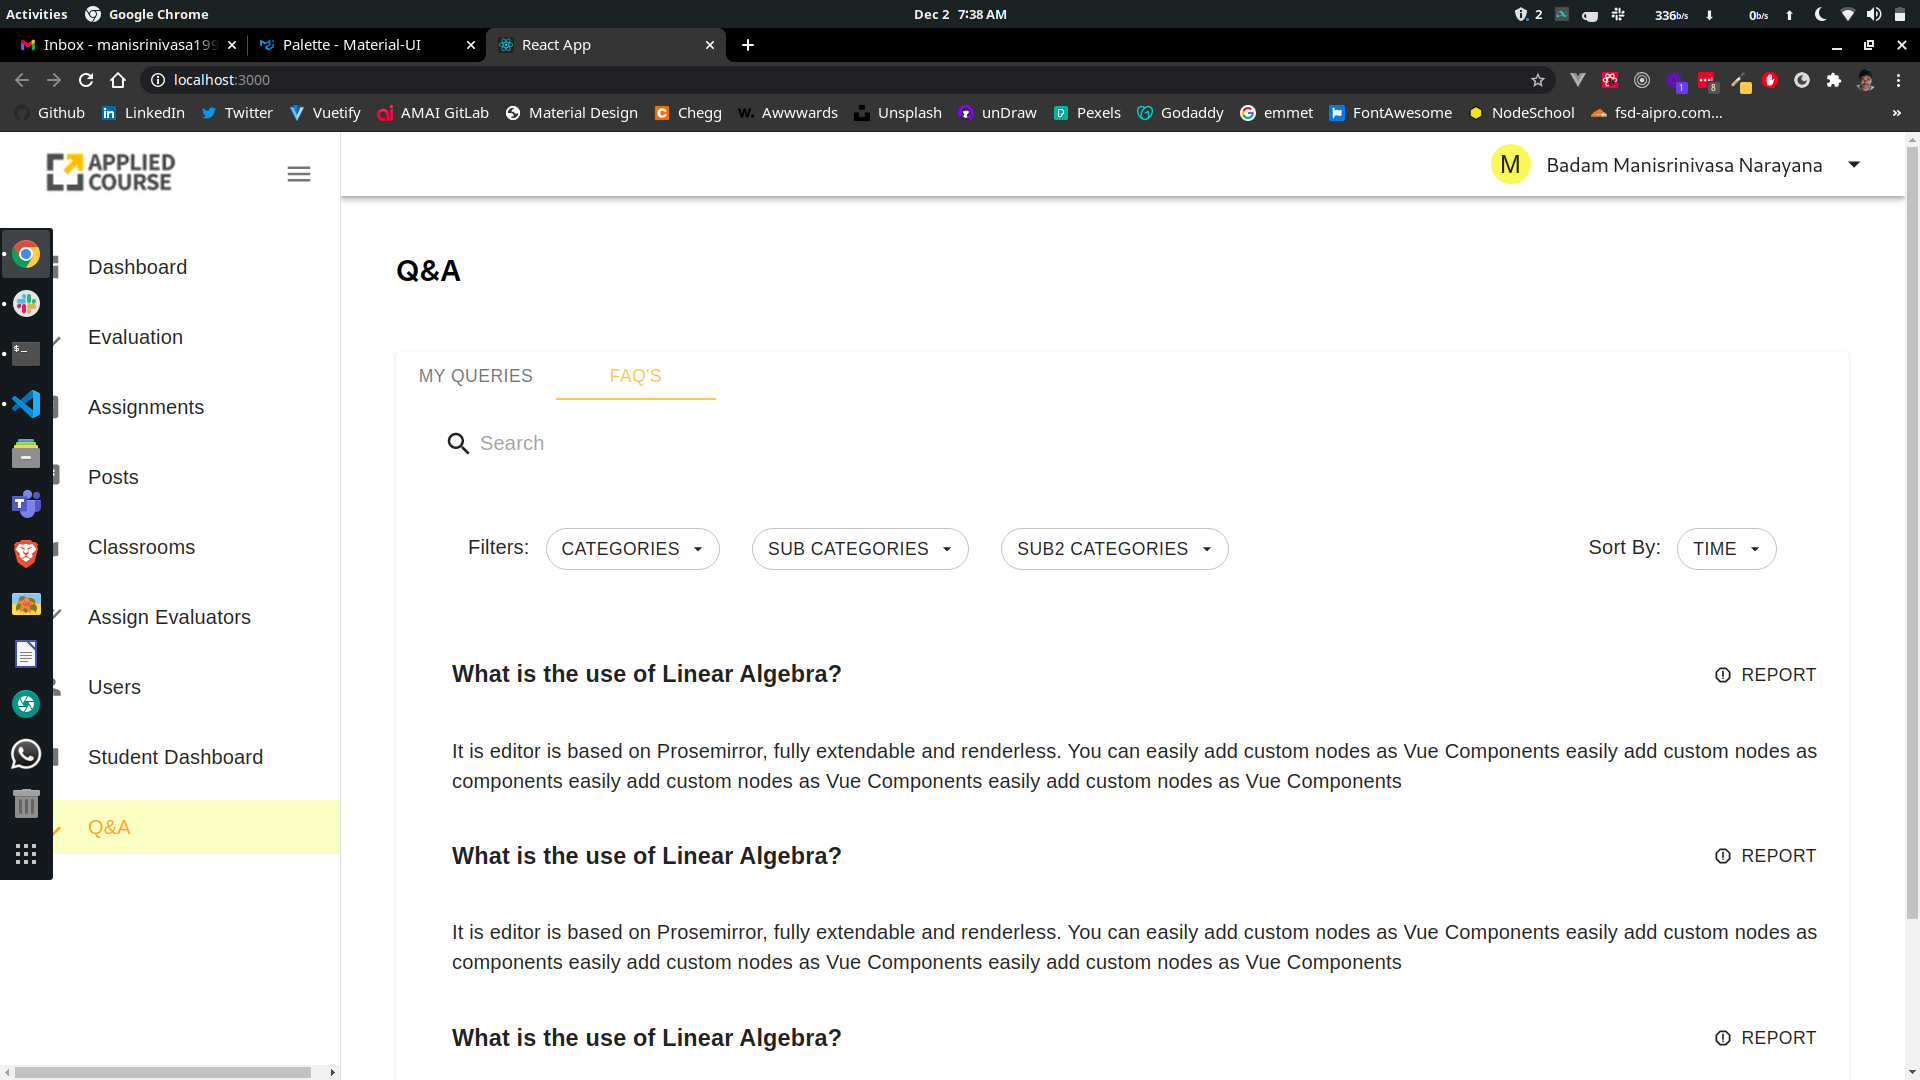 Activities Google Chrome Dec 2 7:38 AM 2 336b/s 0b/s
Inbox - manisrinivasa199 Palette - Material-UI React App
localhost:3000 1 8
Github LinkedIn Twitter Vuetify AMAI GitLab Material Design Chegg Awwwards Unsplash unDraw Pexels Godaddy emmet FontAwesome NodeSchool fsd-aipro.com... »
APPLIED
COURSE
M Badam Manisrinivasa Narayana
Dashboard
Evaluation
Assignments
Posts
Classrooms
Assign Evaluators
Users
Student Dashboard
Q&A
Q&A
MY QUERIES FAQ'S
Search
Filters: CATEGORIES SUB CATEGORIES SUB2 CATEGORIES Sort By: TIME
What is the use of Linear Algebra? REPORT
It is editor is based on Prosemirror, fully extendable and renderless. You can easily add custom nodes as Vue Components easily add custom nodes as
components easily add custom nodes as Vue Components easily add custom nodes as Vue Components
What is the use of Linear Algebra? REPORT
It is editor is based on Prosemirror, fully extendable and renderless. You can easily add custom nodes as Vue Components easily add custom nodes as
components easily add custom nodes as Vue Components easily add custom nodes as Vue Components
What is the use of Linear Algebra? REPORT